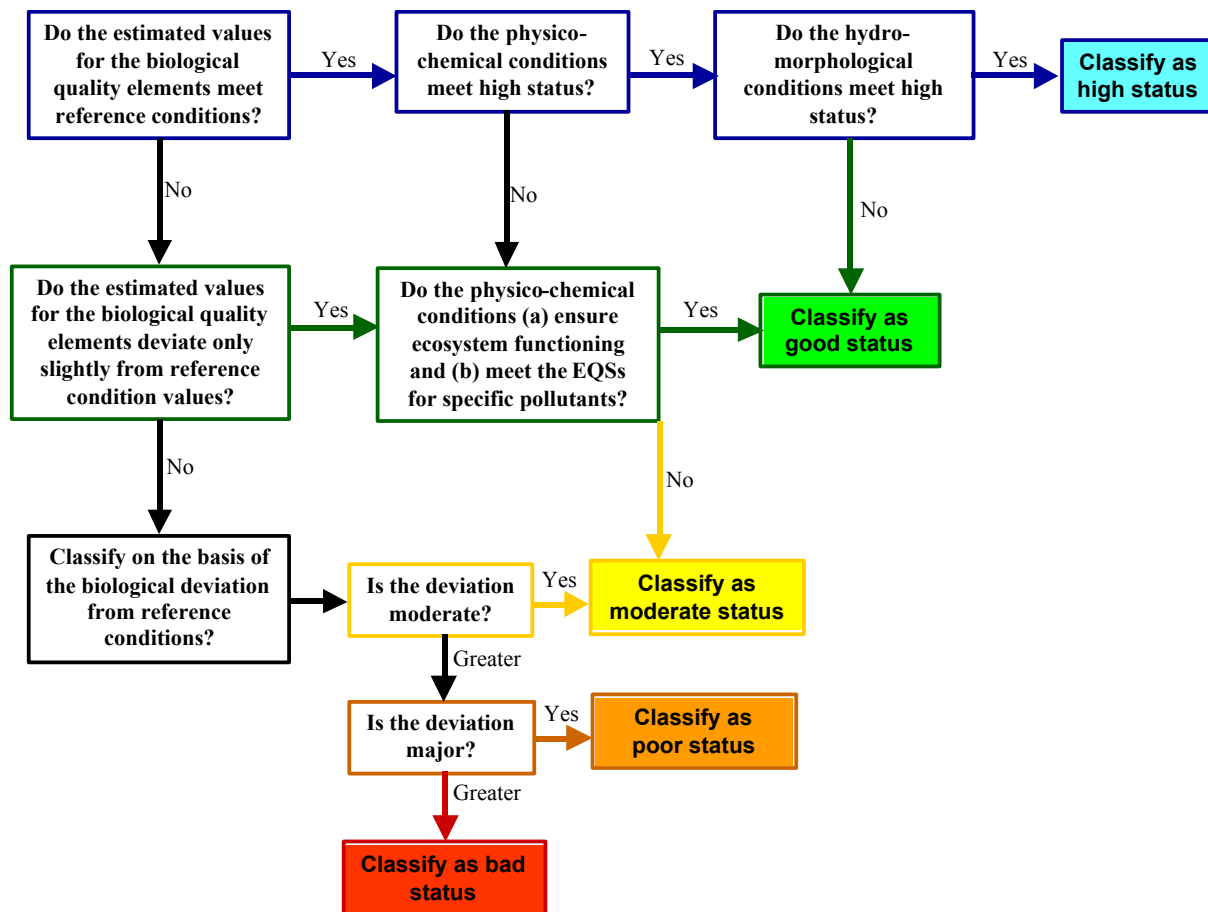 Do the estimated values
for the biological
quality elements meet
reference conditions?
Yes
Do the physico-
chemical conditions
meet high status?
Yes
Do the hydro-
morphological
conditions meet high
status?
Yes
Classify as
high status
No
No
No
Do the estimated values
for the biological quality
elements deviate only
slightly from reference
condition values?
Yes
Do the physico-chemical
conditions (a) ensure
ecosystem functioning
and (b) meet the EQSs
for specific pollutants?
Yes
Classify as
good status
No
No
Classify on the basis of
the biological deviation
from reference
conditions?
Is the deviation
moderate?
Yes
Classify as
moderate status
Greater
Is the deviation
major?
Yes
Classify as
poor status
Greater
Classify as bad
status